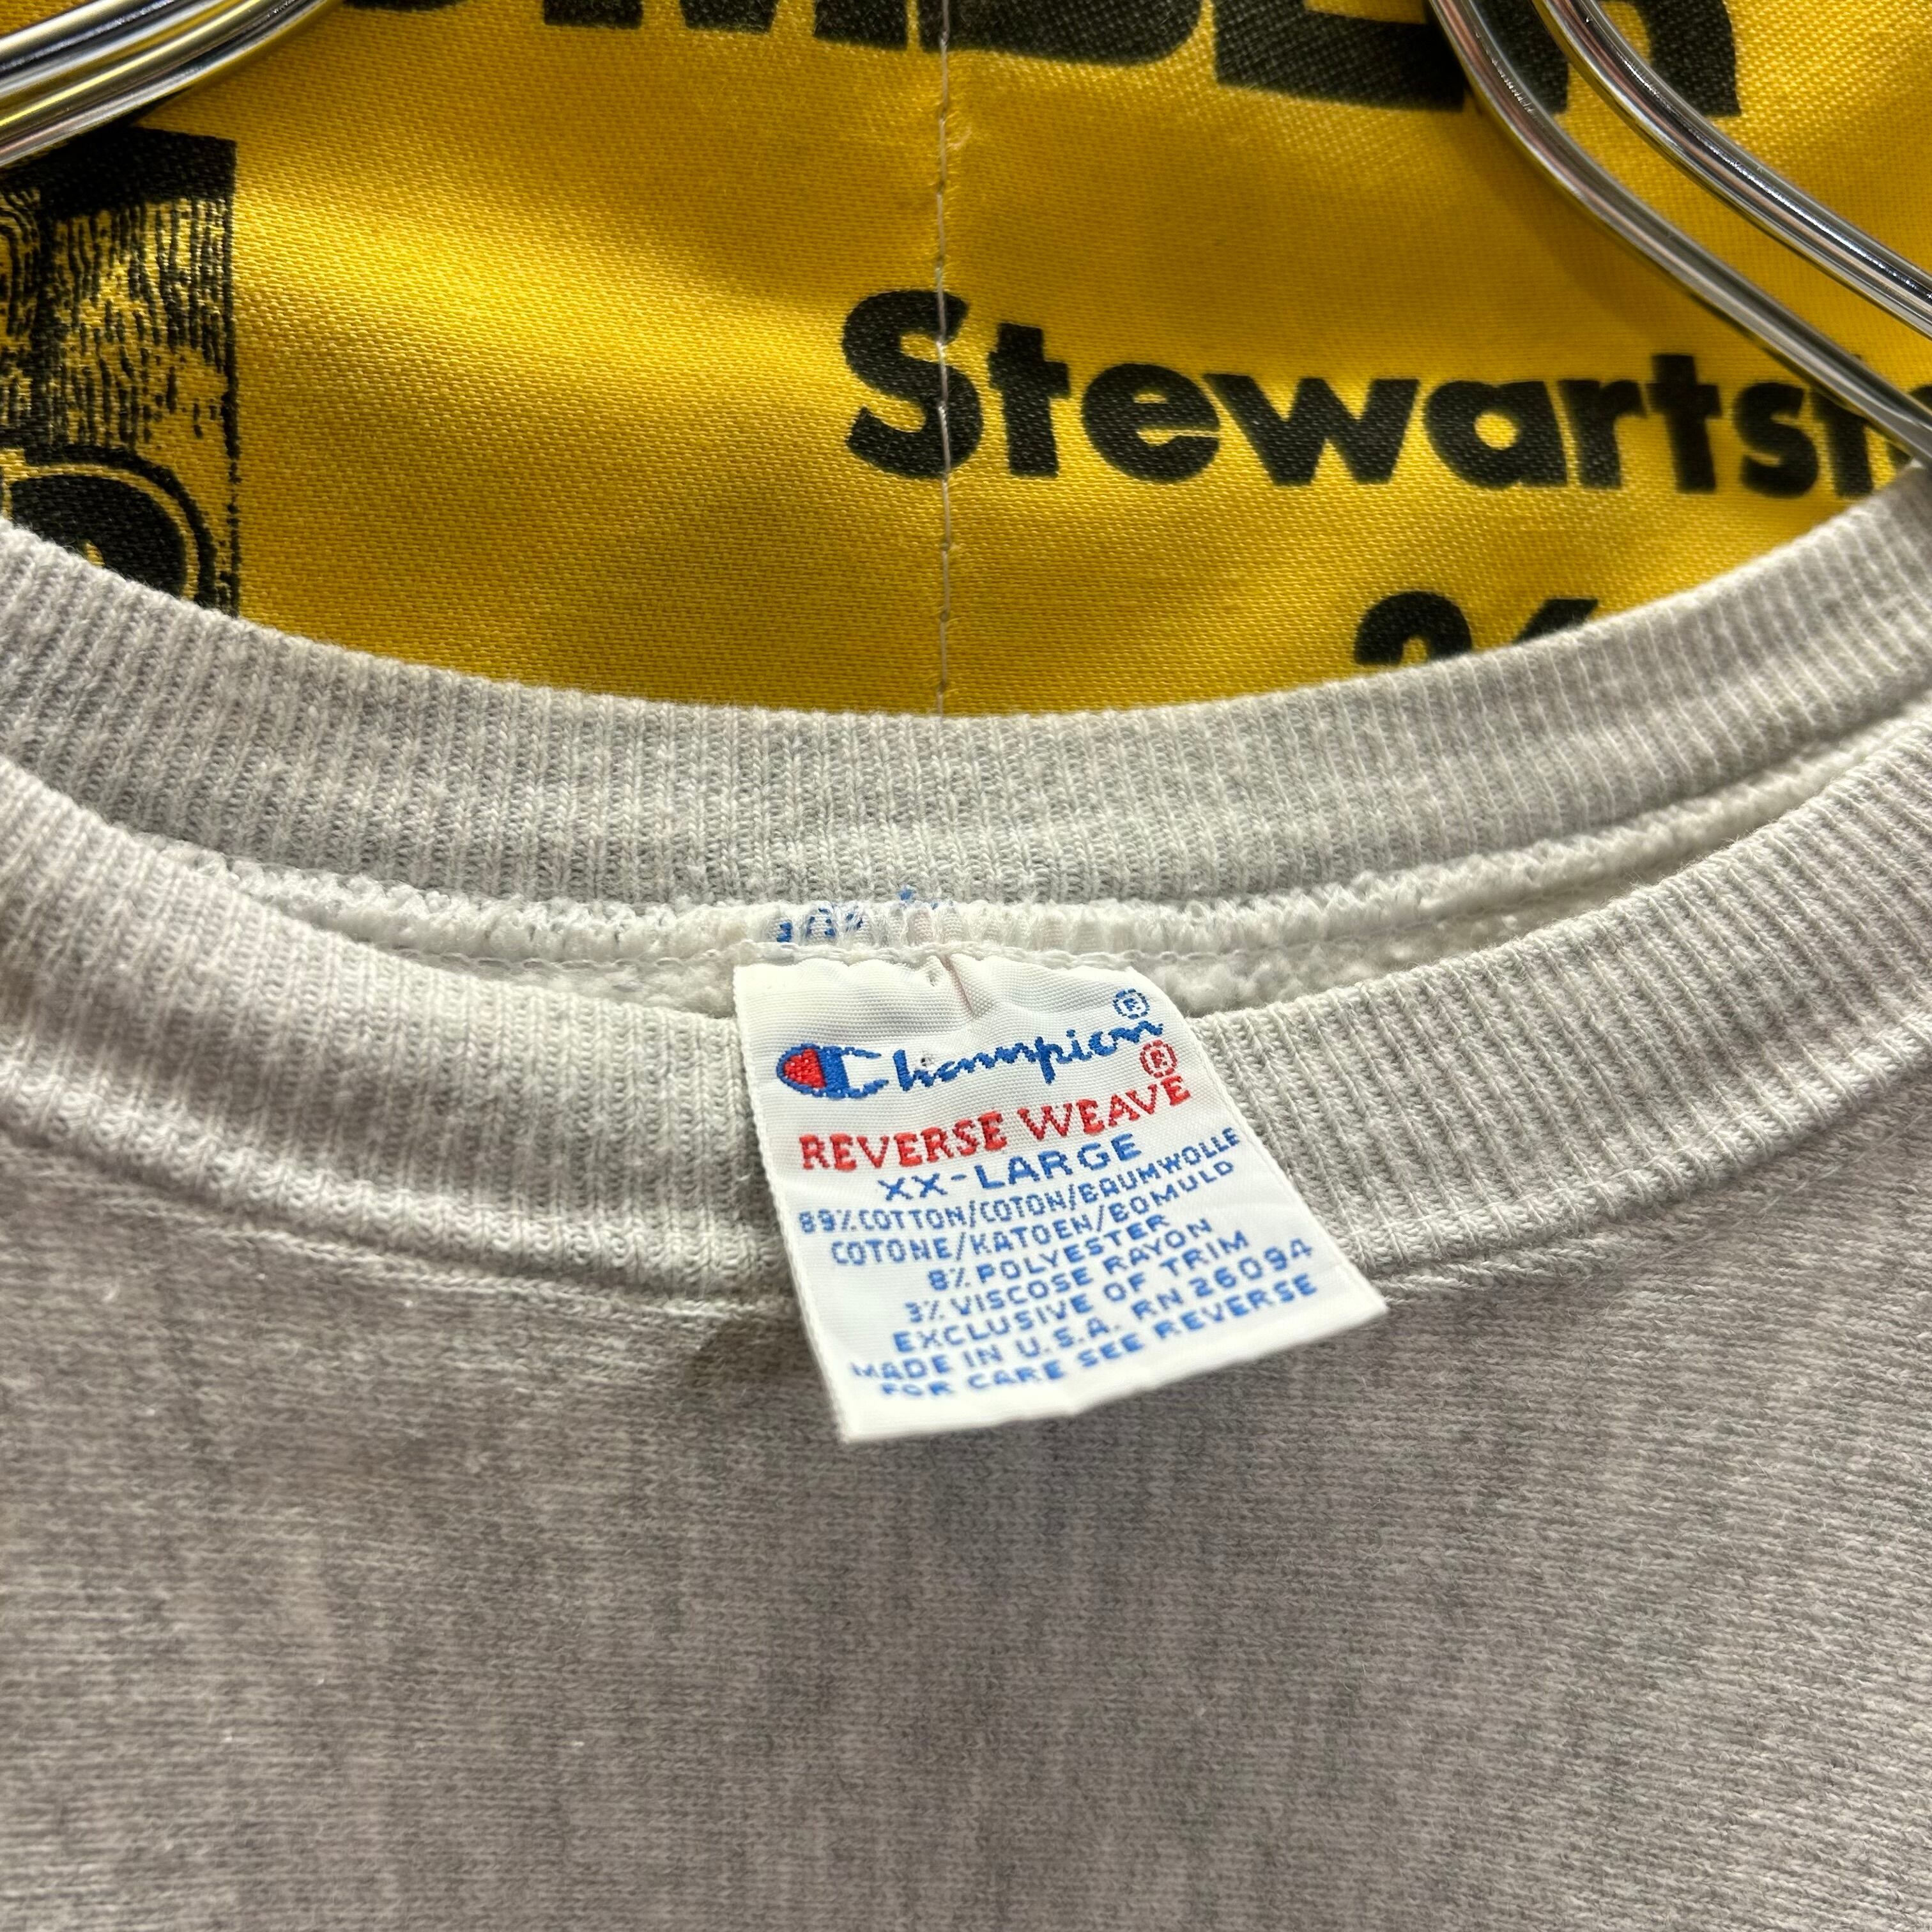 Stewartst
Champion®
REVERSE WEAVE®
XX-LARGE
89% COTTON/COTON/BAUMWOLLE
COTONE/KATOEN/BOMULD
8% POLYESTER
3% VISCOSE RAYON
EXCLUSIVE OF TRIM
MADE IN U.S.A. RN 26094
FOR CARE SEE REVERSE